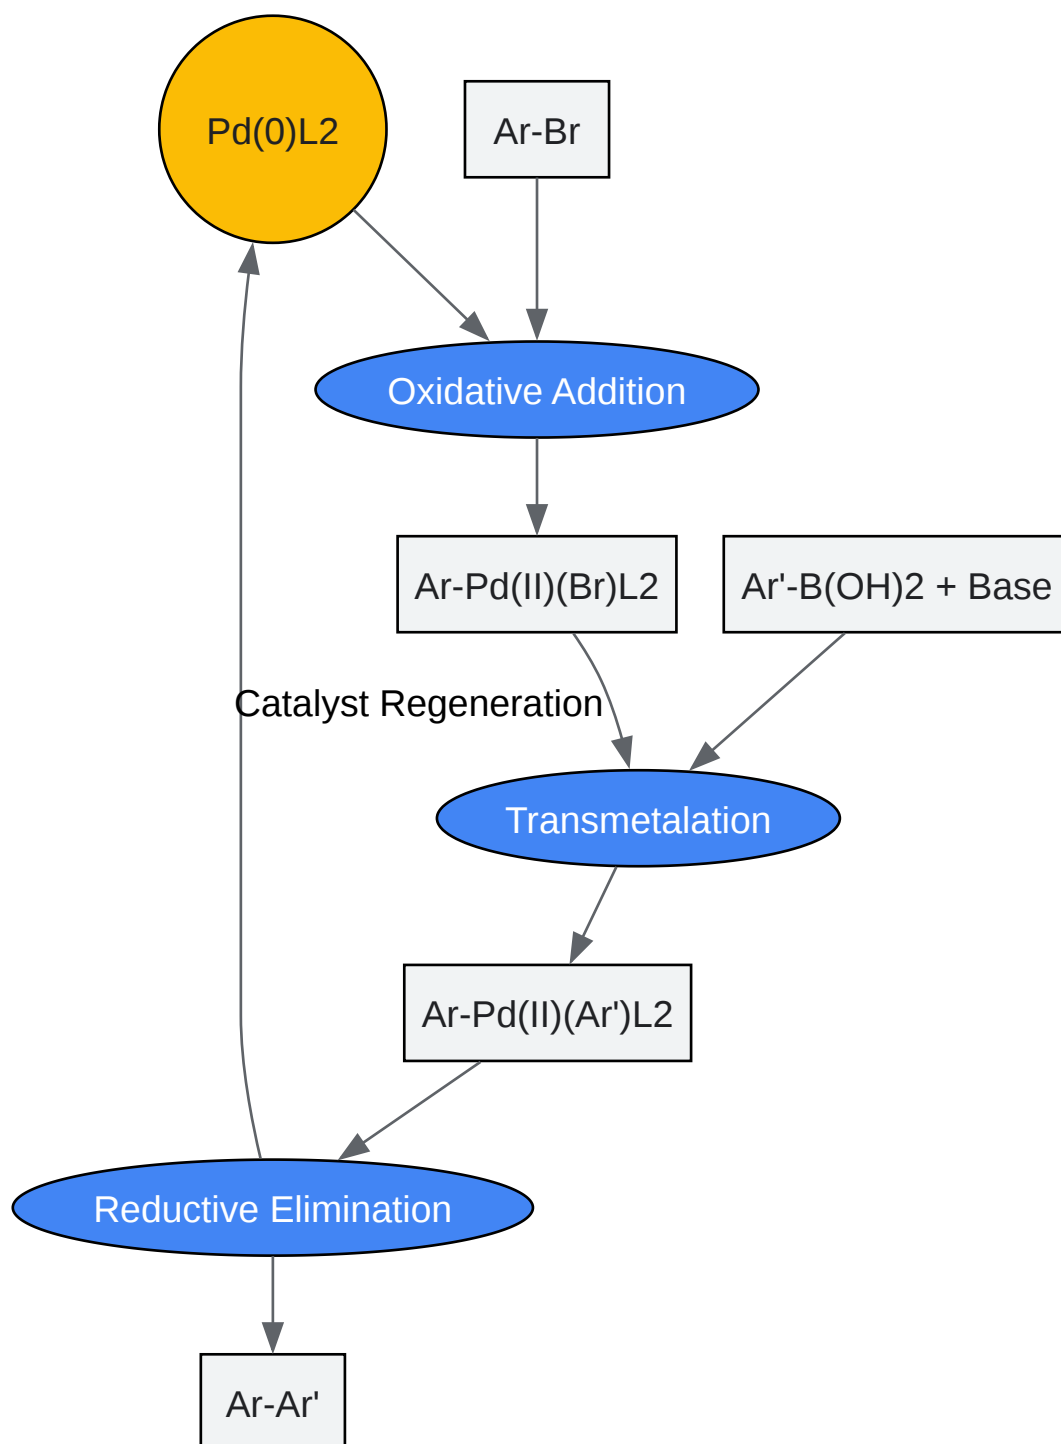 Pd(0)L2
Ar-Br
Oxidative Addition
Ar-Pd(II)(Br)L2
Ar'-B(OH)2 + Base
Catalyst Regeneration
Transmetalation
Ar-Pd(II)(Ar')L2
Reductive Elimination
Ar-Ar'